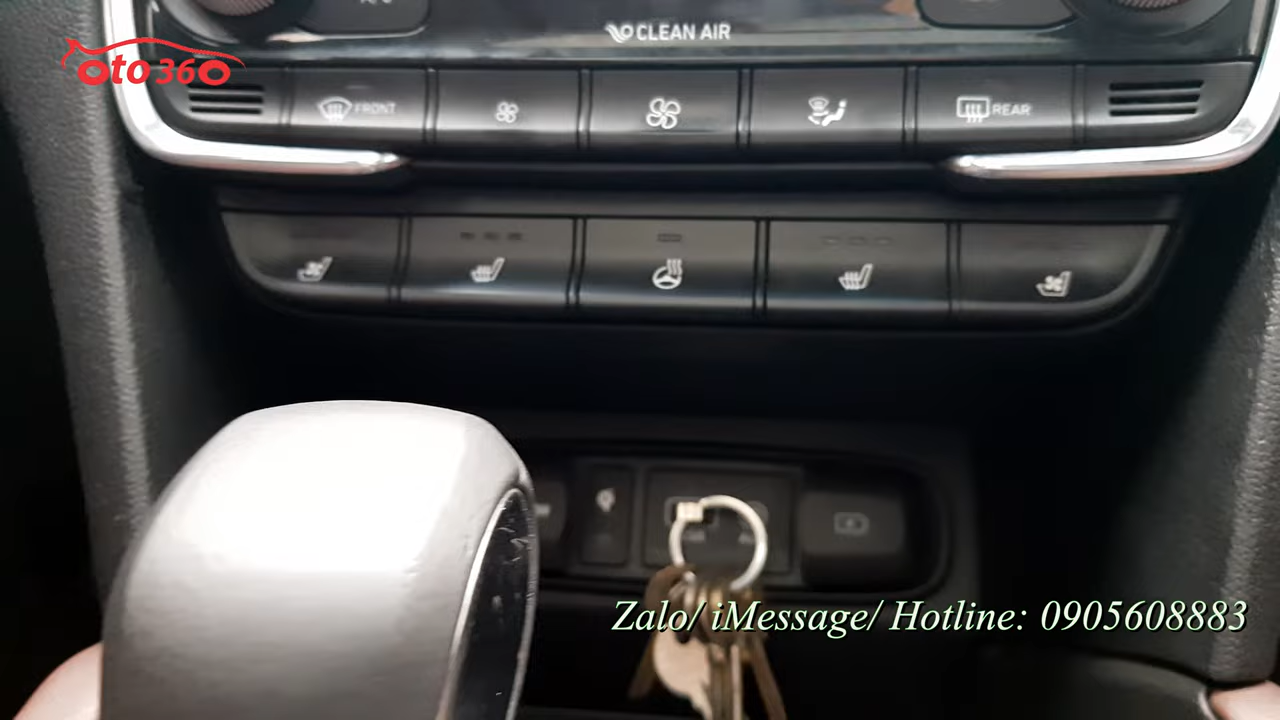 oto360
CLEAN AIR
FRONT
REAR
Zalo/ iMessage/ Hotline: 0905608883